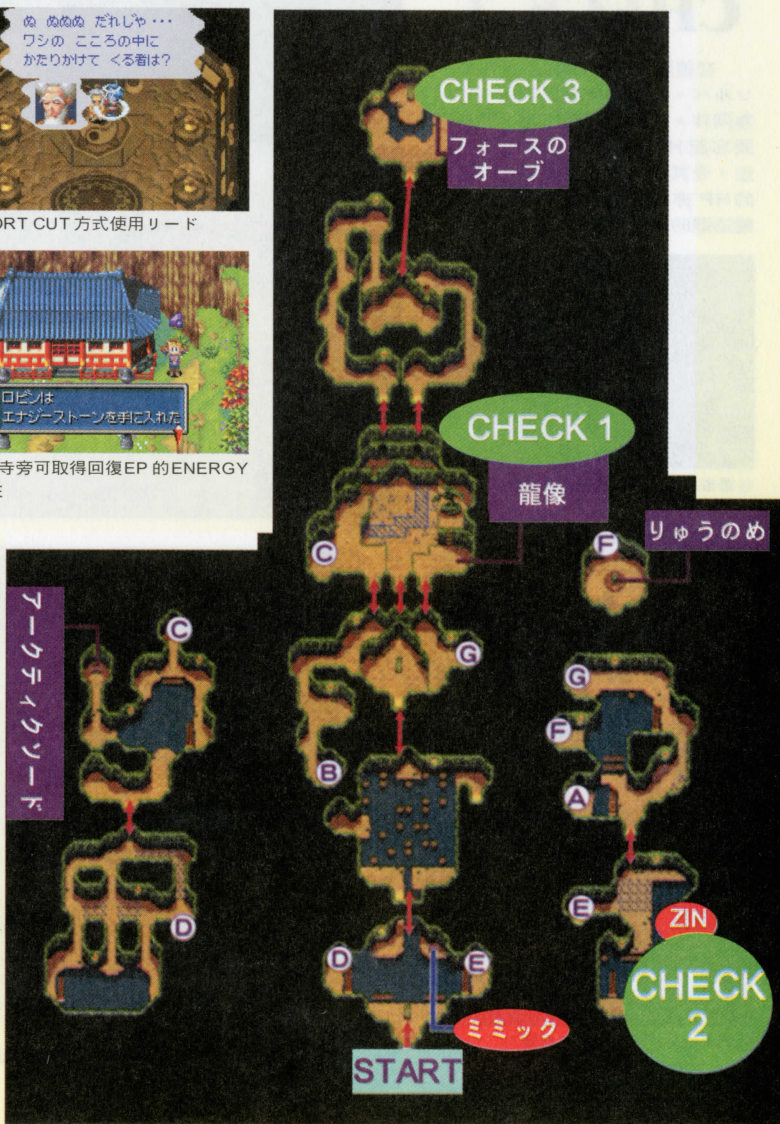 ぬ ぬぬぬ だれじゃ・・・
ワシの こころの中に
かたりかけて くる者は?
ORT CUT 方式使用リード
ロビンは
エナジーストーンを手に入れた
寺旁可取得回復EP 的ENERGY
E
CHECK 3
フォースの
オーブ
CHECK 1
龍像
C
G
B
りゅうのめ
F
アークティクソード
C
D
G
F
A
E
ZIN
CHECK
2
D
E
ミミック
START